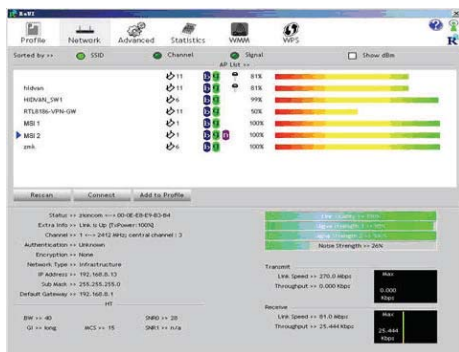 RaUI
Profile Network Advanced Statistics WMM WPS
Sorted by >> SSID Channel Signal Show dBm
AP List >>
11 81%
hldvan 11 81%
HIDVAN_SW1 6 99%
RTL8186-VPN-GW 11 50%
MSI 1 1 100%
MSI 2 1 100%
zmk 6 100%
Rescan Connect Add to Profile
Status >> zioncom <--> 00-0E-E8-E9-83-84
Extra Info >> Link is Up [TxPower:100%]
Channel >> 1 <--> 2412 MHz; central channel : 3
Authentication >> Unknown
Encryption >> None
Network Type >> Infrastructure
IP Address >> 192.168.0.13
Sub Mask >> 255.255.255.0
Default Gateway >> 192.168.0.1
HT
BW >> 40 SNR0 >> 20
GI >> long MCS >> 15 SNR1 >> n/a
Noise Strength >> 26%
Transmit
Link Speed >> 270.0 Mbps
Throughput >> 0.000 Kbps
Max
0.000
Kbps
Receive
Link Speed >> 81.0 Mbps
Throughput >> 25.444 Kbps
Max
25.444
Kbps